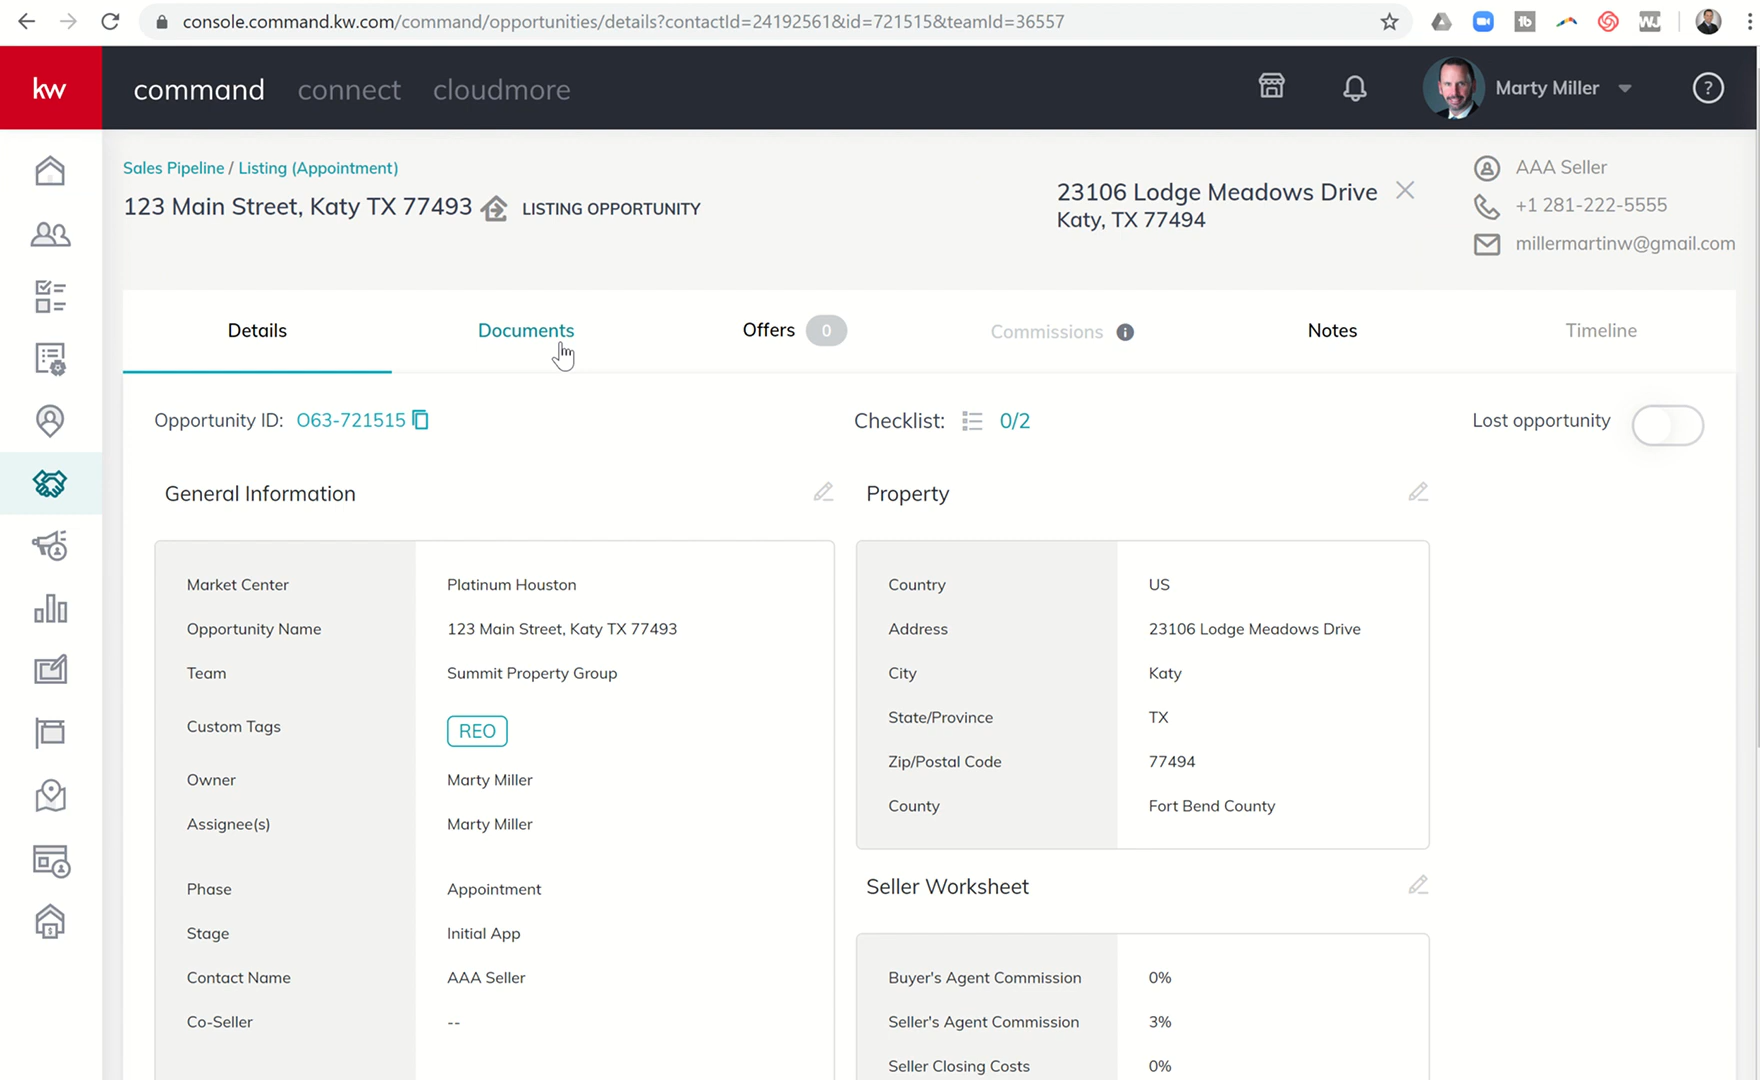 console.command.kw.com/command/opportunities/details?contactId=24192561&id=721515&teamId=36557
kw command connect cloudmore Marty Miller ?
Sales Pipeline / Listing (Appointment)
123 Main Street, Katy TX 77493 LISTING OPPORTUNITY
23106 Lodge Meadows Drive
Katy, TX 77494
AAA Seller
+1 281-222-5555
millermartinw@gmail.com
Details Documents Offers 0 Commissions i Notes Timeline
Opportunity ID: O63-721515 Checklist: 0/2 Lost opportunity
General Information
Market Center Platinum Houston
Opportunity Name 123 Main Street, Katy TX 77493
Team Summit Property Group
Custom Tags REO
Owner Marty Miller
Assignee(s) Marty Miller
Phase Appointment
Stage Initial App
Contact Name AAA Seller
Co-Seller --
Property
Country US
Address 23106 Lodge Meadows Drive
City Katy
State/Province TX
Zip/Postal Code 77494
County Fort Bend County
Seller Worksheet
Buyer's Agent Commission 0%
Seller's Agent Commission 3%
Seller Closing Costs 0%